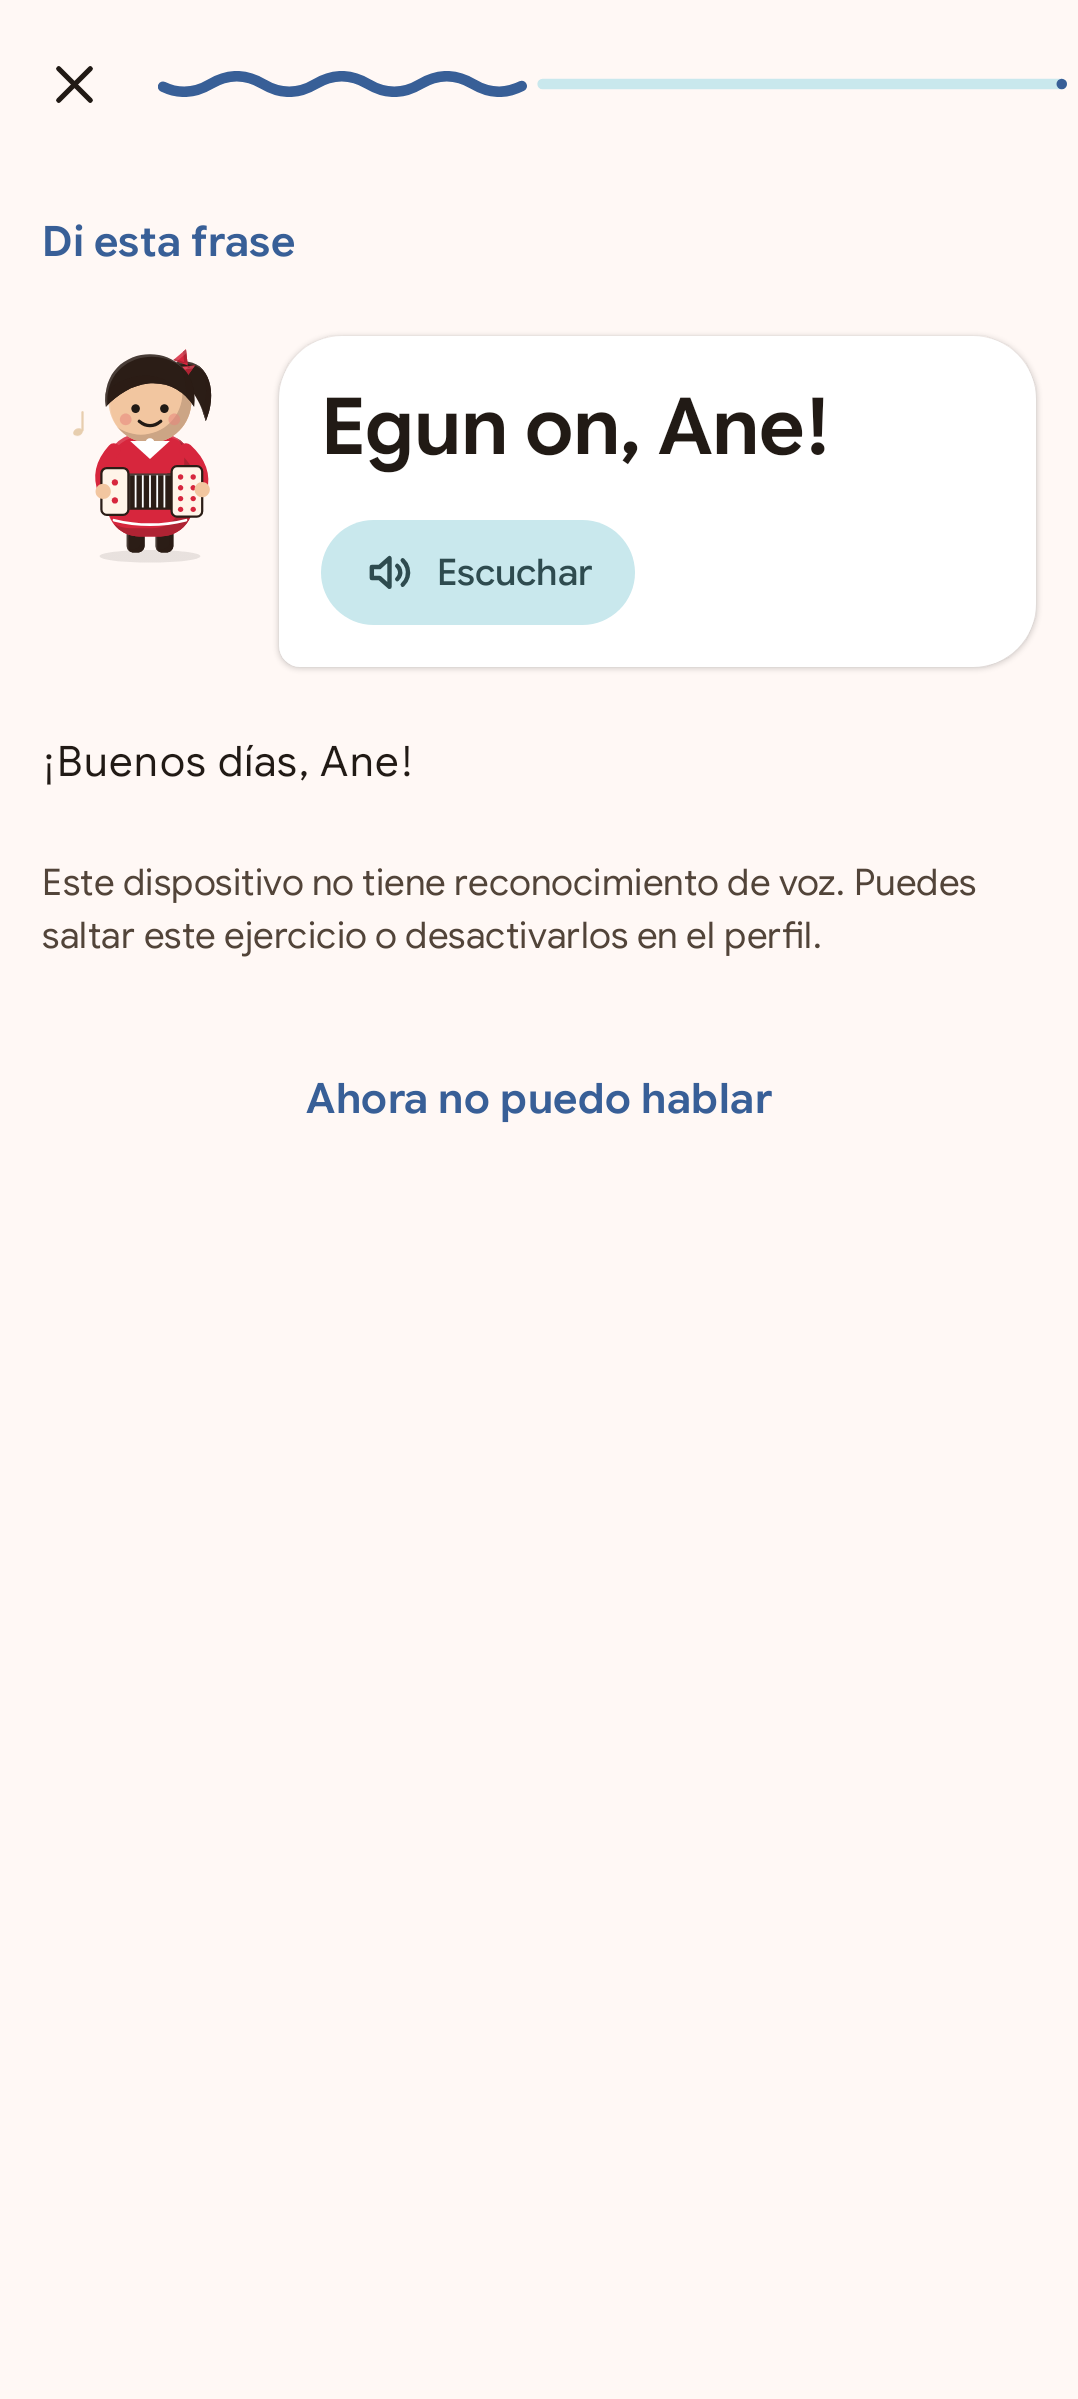 Di esta frase
Egun on, Ane!
Escuchar
¡Buenos días, Ane!
Este dispositivo no tiene reconocimiento de voz. Puedes
saltar este ejercicio o desactivarlos en el perfil.
Ahora no puedo hablar